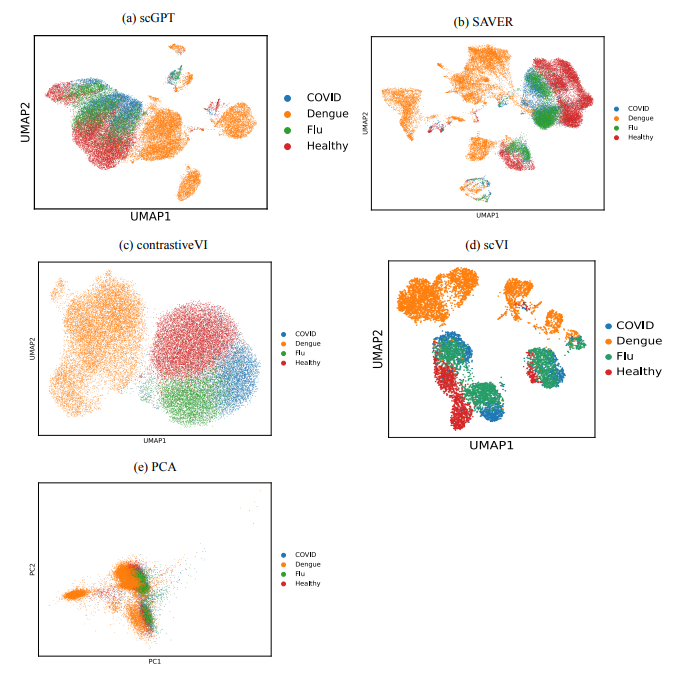 (a) scGPT
UMAP2
UMAP1
COVID
Dengue
Flu
Healthy
(b) SAVER
UMAP2
UMAP1
COVID
Dengue
Flu
Healthy
(c) contrastiveVI
UMAP2
UMAP1
COVID
Dengue
Flu
Healthy
(d) scVI
UMAP2
UMAP1
COVID
Dengue
Flu
Healthy
(e) PCA
PC2
PC1
COVID
Dengue
Flu
Healthy